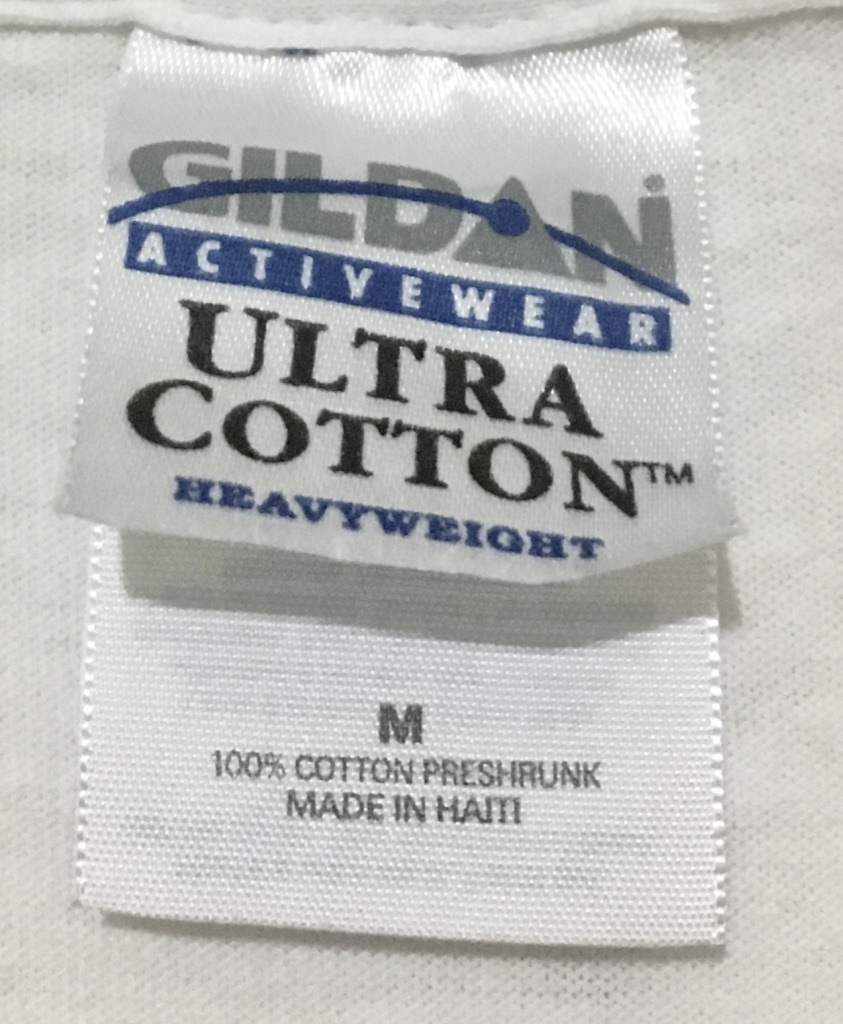 GILDAN
ACTIVEWEAR
ULTRA
COTTON™
HEAVYWEIGHT
M
100% COTTON PRESHRUNK
MADE IN HAITI